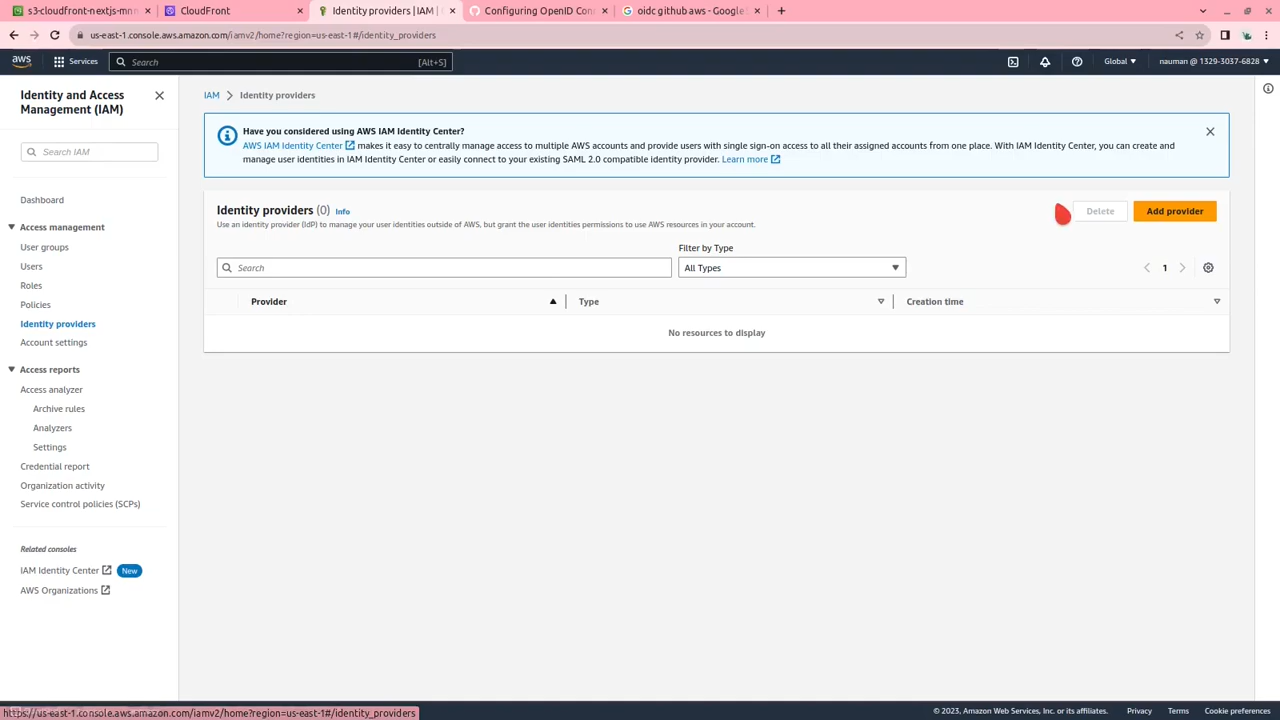 s3-cloudfront-nextjs-mnm
CloudFront
Identity providers | IAM |
Configuring OpenID Conn
oidc github aws - Google S
us-east-1.console.aws.amazon.com/iamv2/home?region=us-east-1#/identity_providers
aws
Services
Search
[Alt+S]
Global
nauman @ 1329-3037-6828
Identity and Access
Management (IAM)
Search IAM
Dashboard
Access management
User groups
Users
Roles
Policies
Identity providers
Account settings
Access reports
Access analyzer
Archive rules
Analyzers
Settings
Credential report
Organization activity
Service control policies (SCPs)
Related consoles
IAM Identity Center New
AWS Organizations
IAM > Identity providers
Have you considered using AWS IAM Identity Center?
AWS IAM Identity Center makes it easy to centrally manage access to multiple AWS accounts and provide users with single sign-on access to all their assigned accounts from one place. With IAM Identity Center, you can create and
manage user identities in IAM Identity Center or easily connect to your existing SAML 2.0 compatible identity provider. Learn more
Identity providers (0) Info
Use an identity provider (IdP) to manage your user identities outside of AWS, but grant the user identities permissions to use AWS resources in your account.
Delete
Add provider
Filter by Type
Search
All Types
1
Provider
Type
Creation time
No resources to display
https://us-east-1.console.aws.amazon.com/iamv2/home?region=us-east-1#/identity_providers
© 2023, Amazon Web Services, Inc. or its affiliates.
Privacy
Terms
Cookie preferences